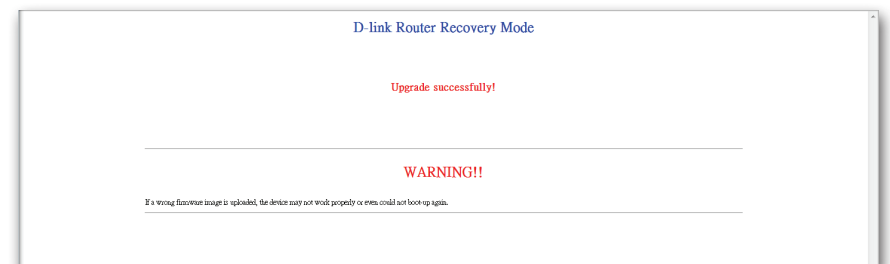 D-link Router Recovery Mode
Upgrade successfully!
WARNING!!
If a wrong firmware image is uploaded, the device may not work properly or even could not boot-up again.